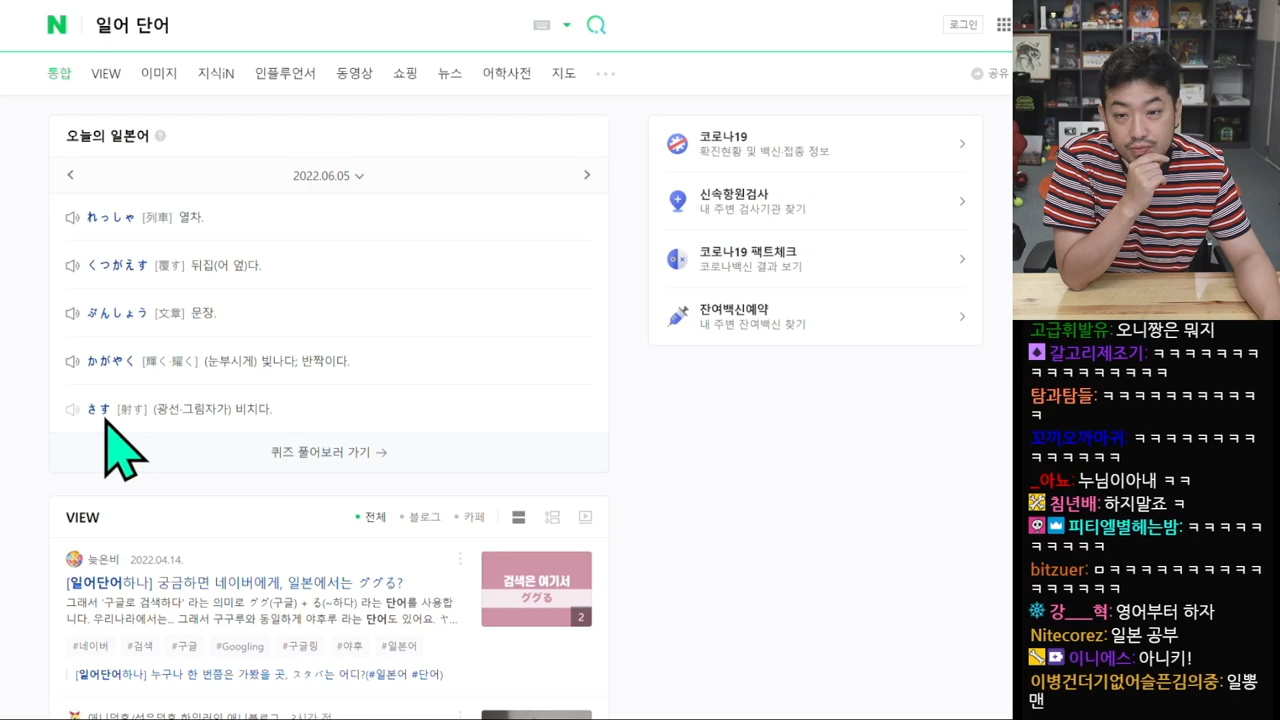 N 일어 단어
로그인
통합 VIEW 이미지 지식iN 인플루언서 동영상 쇼핑 뉴스 어학사전 지도
공유
오늘의 일본어
2022.06.05
れっしゃ [列車] 열차.
くつがえす [覆す] 뒤집(어 엎)다.
ぶんしょう [文章] 문장.
かがやく [輝く·耀く] (눈부시게) 빛나다; 반짝이다.
さす [射す] (광선·그림자가) 비치다.
퀴즈 풀어보러 가기 →
코로나19
확진현황 및 백신·접종 정보
신속항원검사
내 주변 검사기관 찾기
코로나19 팩트체크
코로나백신 결과 보기
잔여백신예약
내 주변 잔여백신 찾기
VIEW
전체 블로그 카페
늦은비 2022.04.14.
[일어단어하나] 궁금하면 네이버에게, 일본에서는 ググる?
그래서 '구글로 검색하다' 라는 의미로 ググ(구글) + る(~하다) 라는 단어를 사용합
니다. 우리나라에서는... 그래서 구구루와 동일하게 야후루 라는 단어도 있어요. ヤ...
#네이버 #검색 #구글 #Googling #구글링 #야후 #일본어
[일어단어하나] 누구나 한 번쯤은 가봤을 곳, スタバ는 어디?(#일본어 #단어)
검색은 여기서
ググる
2
고급휘발유: 오니짱은 뭐지
갈고리제조기: ㅋㅋㅋㅋㅋㅋㅋ
ㅋㅋㅋㅋㅋㅋㅋㅋㅋ
탐과탐들: ㅋㅋㅋㅋㅋㅋㅋㅋㅋㅋ
ㅋ
꼬끼오까마귀: ㅋㅋㅋㅋㅋㅋㅋㅋ
ㅋㅋㅋㅋㅋㅋ
_아뇨: 누님이아내 ㅋㅋ
침년배: 하지말죠 ㅋ
피티엘별헤는밤: ㅋㅋㅋㅋㅋ
ㅋㅋㅋㅋㅋ
bitzuer: ㅁㅋㅋㅋㅋㅋㅋㅋㅋㅋㅋ
ㅋㅋㅋㅋㅋㅋ
강___혁: 영어부터 하자
Nitecorez: 일본 공부
이니에스: 아니키!
이병건더기없어슬픈김의중: 일뽕
맨